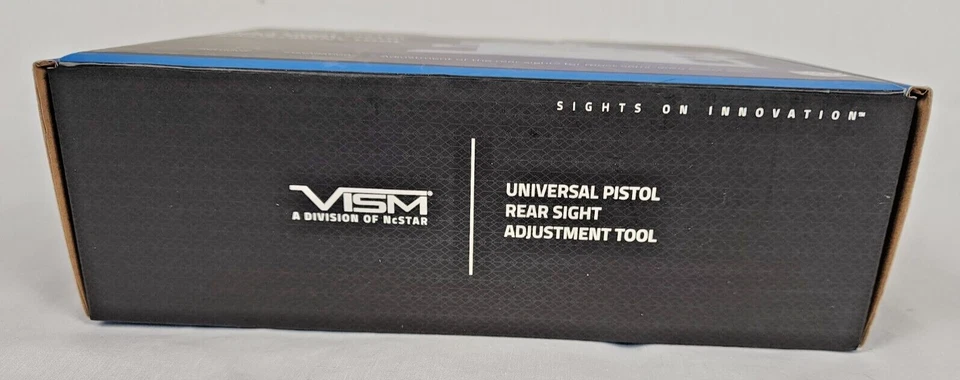 SIGHTS ON INNOVATION™
VISM
A DIVISION OF NcSTAR
UNIVERSAL PISTOL
REAR SIGHT
ADJUSTMENT TOOL